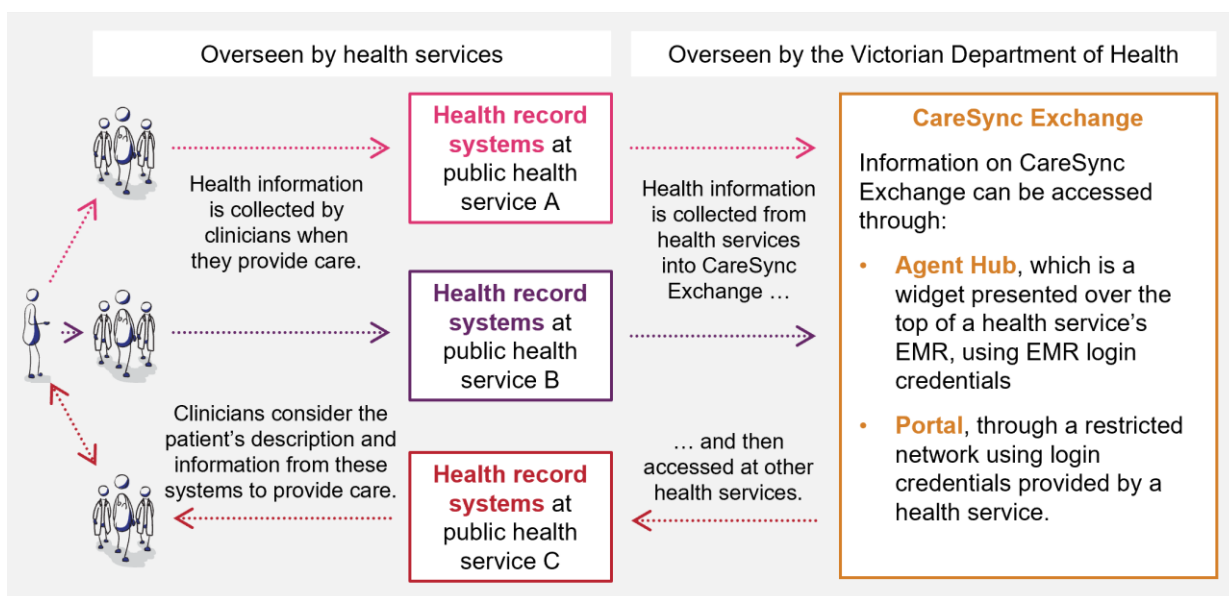 Overseen by health services
Overseen by the Victorian Department of Health
Health record
systems at
public health
service A
Health information
is collected by
clinicians when
they provide care.
Health information
is collected from
health services
into CareSync
Exchange …
Health record
systems at
public health
service B
Clinicians consider the
patient’s description and
information from these
systems to provide care.
Health record
systems at
public health
service C
… and then
accessed at other
health services.
CareSync Exchange
Information on CareSync
Exchange can be accessed
through:
• Agent Hub, which is a
widget presented over the
top of a health service’s
EMR, using EMR login
credentials
• Portal, through a restricted
network using login
credentials provided by a
health service.